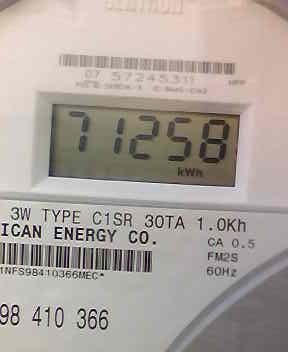 CENTRON
07 57245311
71258
kWh
3W TYPE C1SR 30TA 1.0Kh
ICAN ENERGY CO.
CA 0.5
FM2S
60Hz
1NFS98410366MEC*
98 410 366